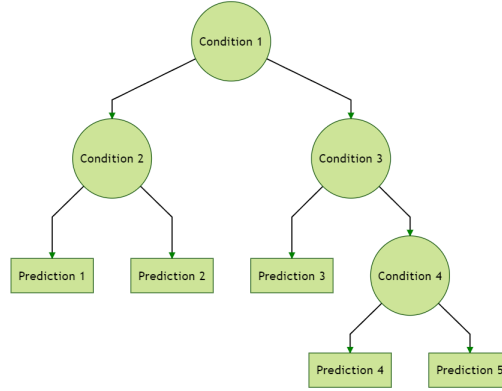 Condition 1
Condition 2
Condition 3
Prediction 1
Prediction 2
Prediction 3
Condition 4
Prediction 4
Prediction 5